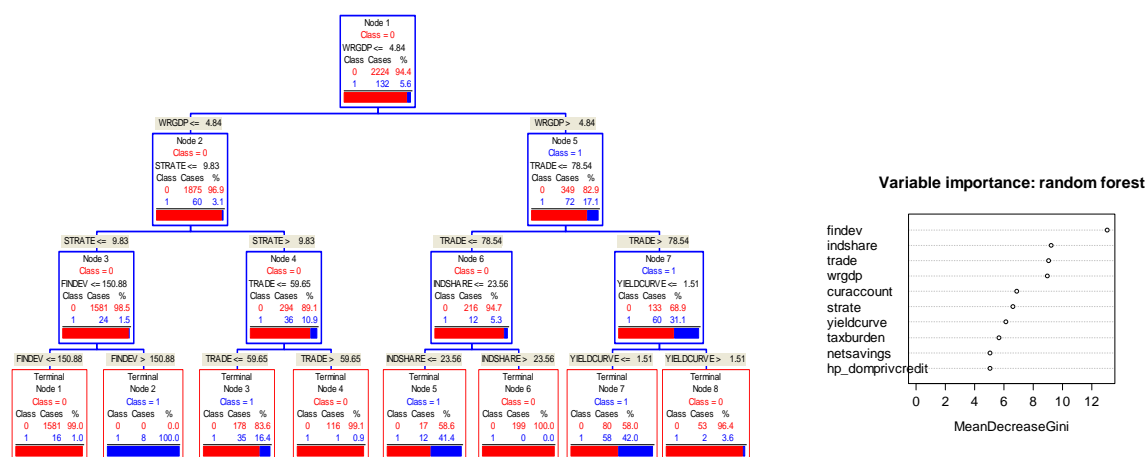 Node 1
Class = 0
WRGDP <= 4.84
Class Cases %
0 2224 94.4
1 132 5.6
WRGDP <= 4.84
WRGDP > 4.84
Node 2
Class = 0
STRATE <= 9.83
Class Cases %
0 1875 96.9
1 60 3.1
Node 5
Class = 1
TRADE <= 78.54
Class Cases %
0 349 82.9
1 72 17.1
STRATE <= 9.83
STRATE > 9.83
TRADE <= 78.54
TRADE > 78.54
Node 3
Class = 0
FINDEV <= 150.88
Class Cases %
0 1581 98.5
1 24 1.5
Node 4
Class = 0
TRADE <= 59.65
Class Cases %
0 294 89.1
1 36 10.9
Node 6
Class = 0
INDSHARE <= 23.56
Class Cases %
0 216 94.7
1 12 5.3
Node 7
Class = 1
YIELDCURVE <= 1.51
Class Cases %
0 133 68.9
1 60 31.1
FINDEV <= 150.88
FINDEV > 150.88
TRADE <= 59.65
TRADE > 59.65
INDSHARE <= 23.56
INDSHARE > 23.56
YIELDCURVE <= 1.51
YIELDCURVE > 1.51
Terminal
Node 1
Class = 0
Class Cases %
0 1581 99.0
1 16 1.0
Terminal
Node 2
Class = 1
Class Cases %
0 0 0.0
1 8 100.0
Terminal
Node 3
Class = 1
Class Cases %
0 178 83.6
1 35 16.4
Terminal
Node 4
Class = 0
Class Cases %
0 116 99.1
1 1 0.9
Terminal
Node 5
Class = 1
Class Cases %
0 17 58.6
1 12 41.4
Terminal
Node 6
Class = 0
Class Cases %
0 199 100.0
1 0 0.0
Terminal
Node 7
Class = 1
Class Cases %
0 80 58.0
1 58 42.0
Terminal
Node 8
Class = 0
Class Cases %
0 53 96.4
1 2 3.6
Variable importance: random forest
findev
indshare
trade
wrgdp
curaccount
strate
yieldcurve
taxburden
netsavings
hp_domprivcredit
0 2 4 6 8 10 12
MeanDecreaseGini